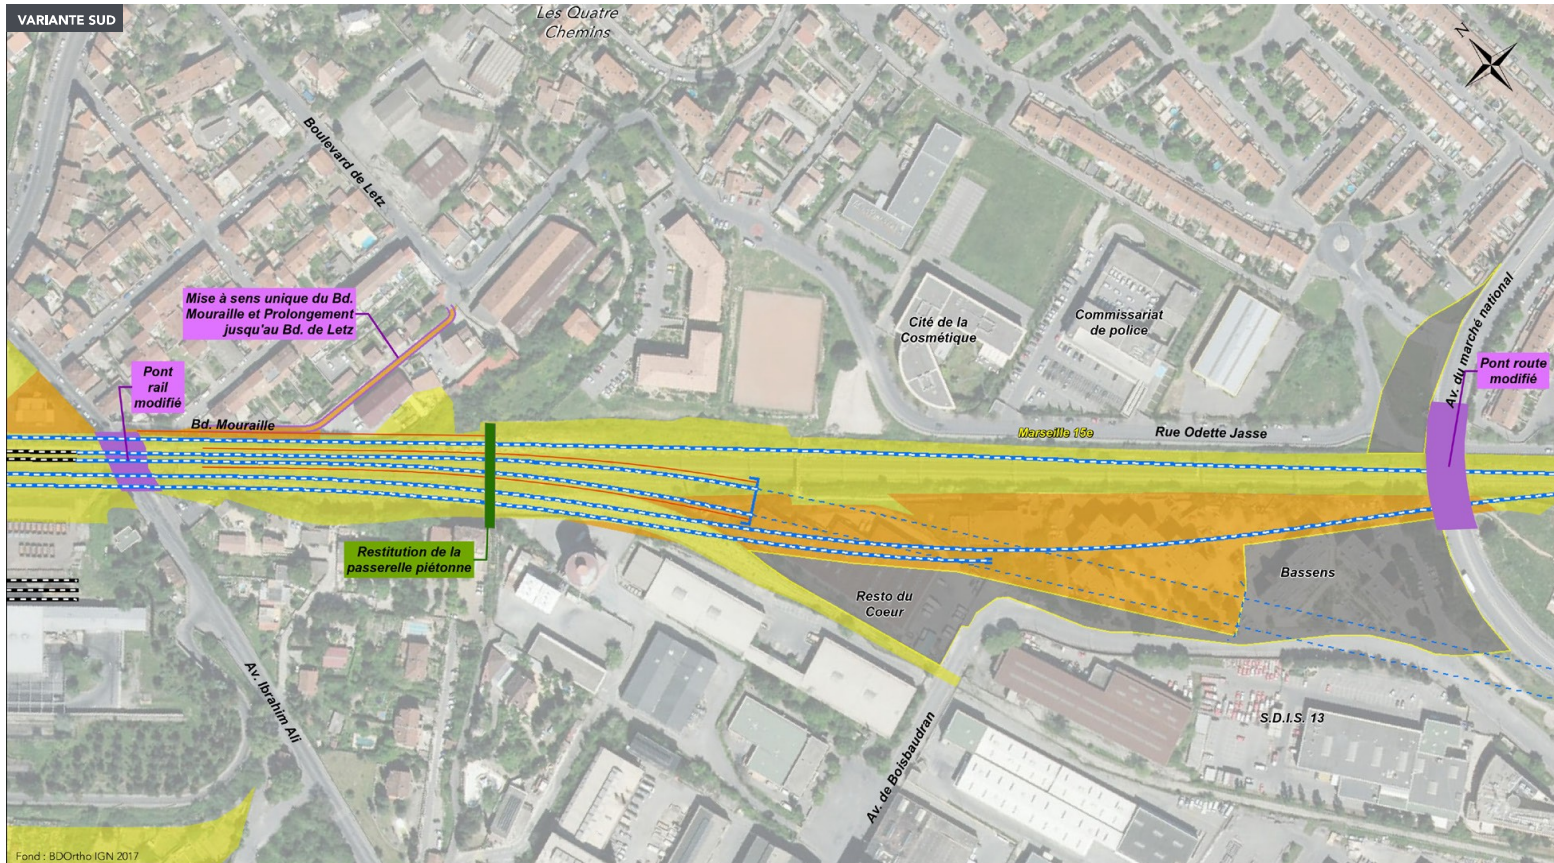 VARIANTE SUD
Les Quatre
Chemins
N
Boulevard de Letz
Mise à sens unique du Bd.
Mouraille et Prolongement
jusqu'au Bd. de Letz
Cité de la
Cosmétique
Commissariat
de police
Av. du marché national
Pont
rail
modifié
Pont route
modifié
Bd. Mouraille
Marseille 15e
Rue Odette Jasse
Restitution de la
passerelle piétonne
Resto du
Coeur
Bassens
Av. Ibrahim Ali
Av. de Boisbaudran
S.D.I.S. 13
Fond : BDOrtho IGN 2017